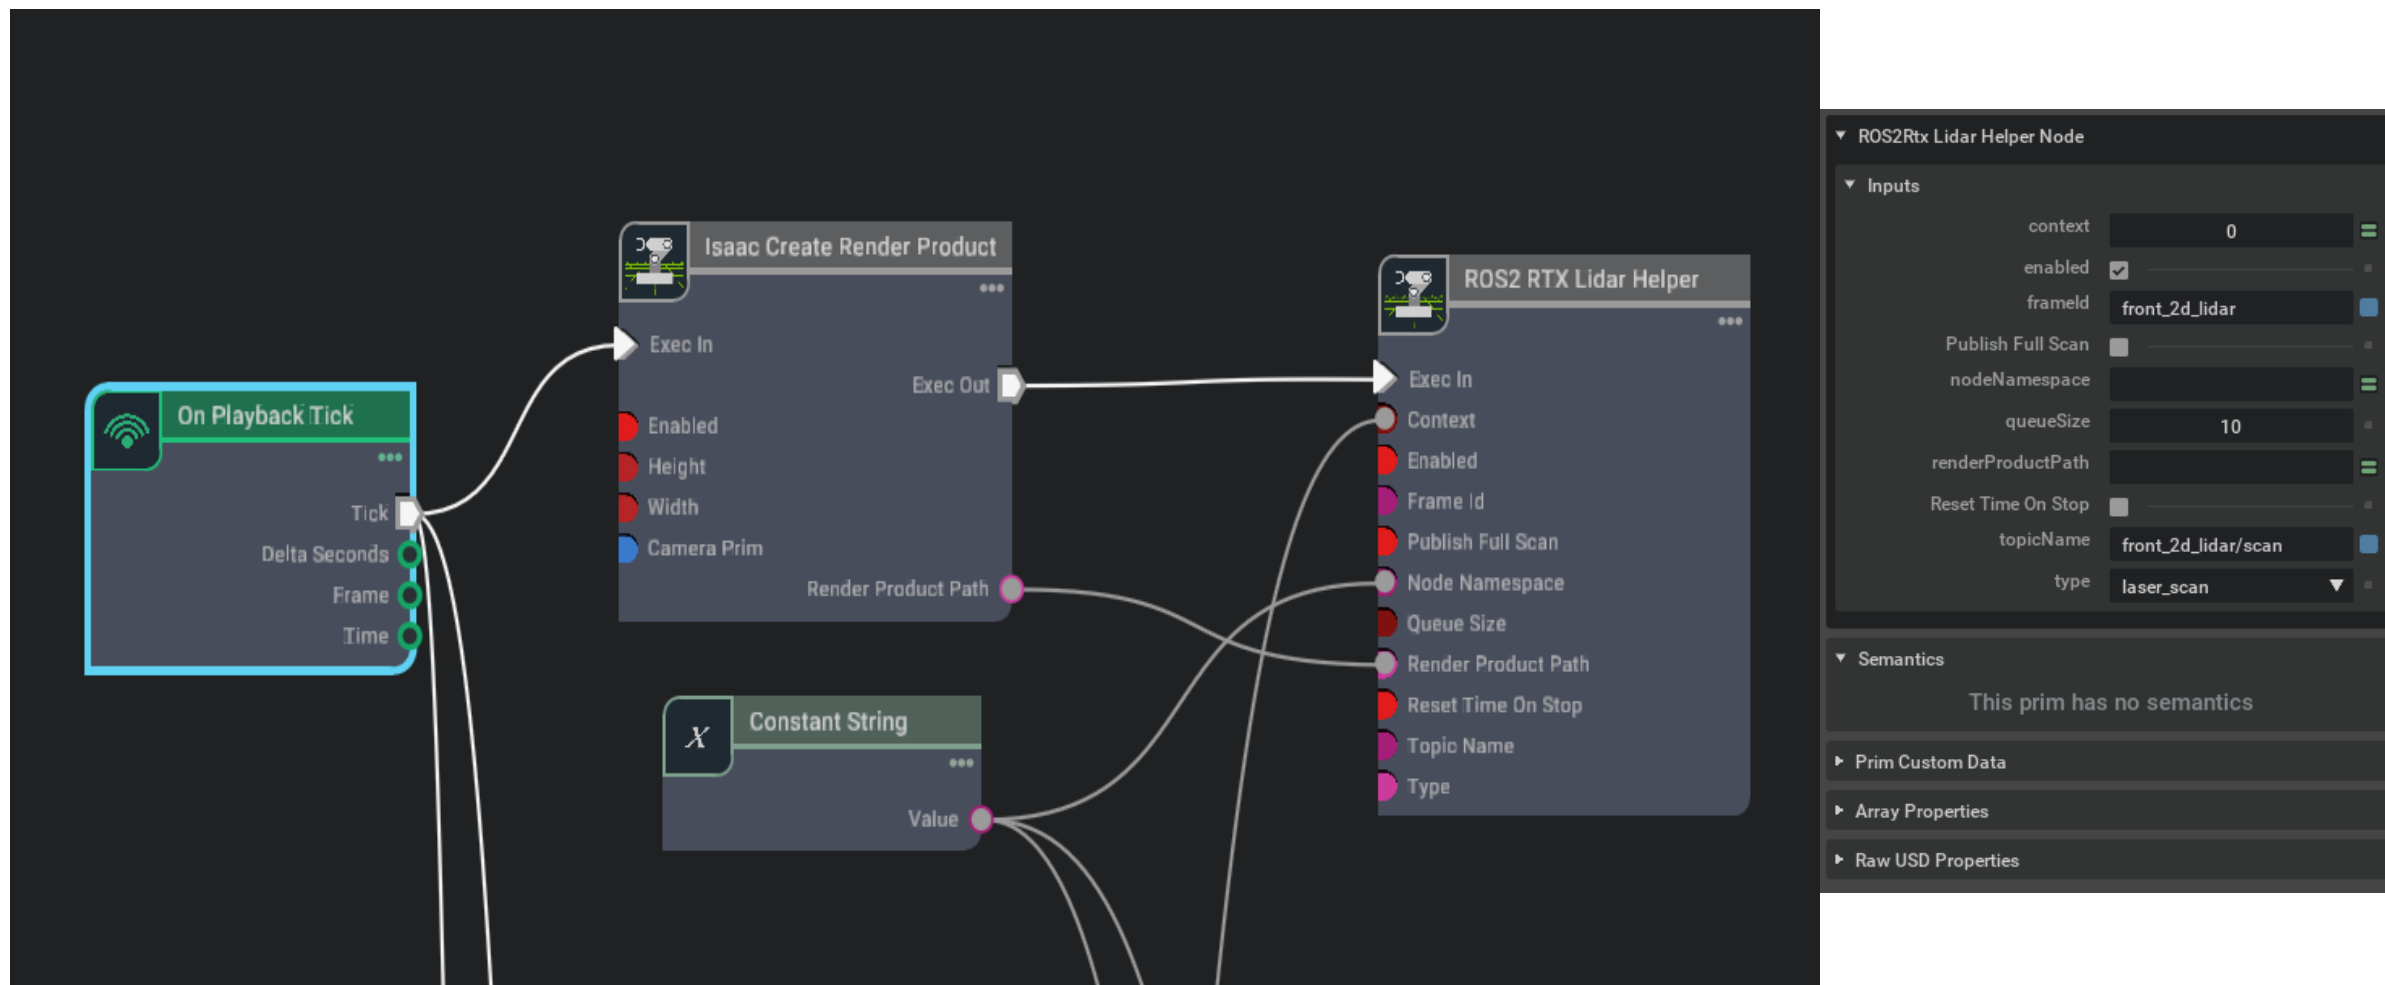 On Playback Tick
Tick
Delta Seconds
Frame
Time
Isaac Create Render Product
Exec In
Exec Out
Enabled
Height
Width
Camera Prim
Render Product Path
X
Constant String
Value
ROS2 RTX Lidar Helper
Exec In
Context
Enabled
Frame Id
Publish Full Scan
Node Namespace
Queue Size
Render Product Path
Reset Time On Stop
Topic Name
Type
ROS2Rtx Lidar Helper Node
Inputs
context 0
enabled
frameId front_2d_lidar
Publish Full Scan
nodeNamespace
queueSize 10
renderProductPath
Reset Time On Stop
topicName front_2d_lidar/scan
type laser_scan
Semantics
This prim has no semantics
Prim Custom Data
Array Properties
Raw USD Properties